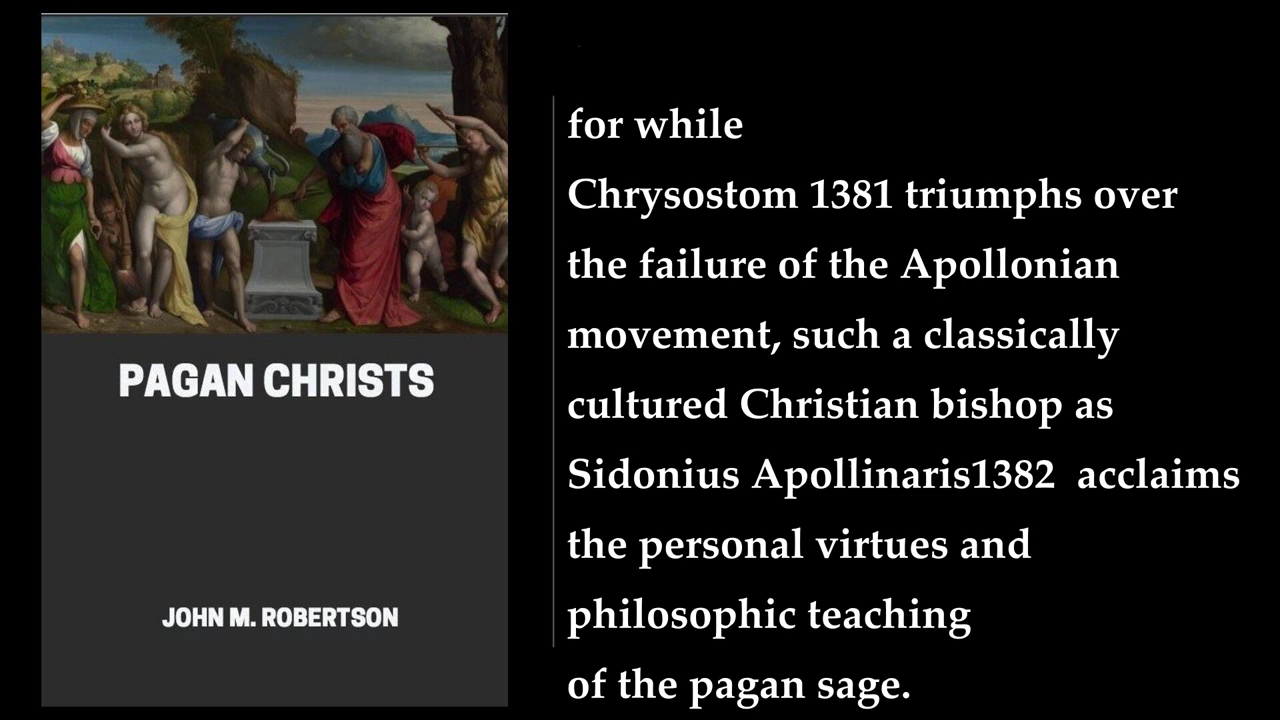 PAGAN CHRISTS
JOHN M. ROBERTSON
for while
Chrysostom 1381 triumphs over
the failure of the Apollonian
movement, such a classically
cultured Christian bishop as
Sidonius Apollinaris1382  acclaims
the personal virtues and
philosophic teaching
of the pagan sage.